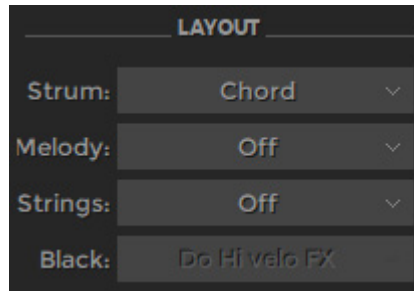 LAYOUT
Strum: Chord
Melody: Off
Strings: Off
Black: Do Hi velo FX